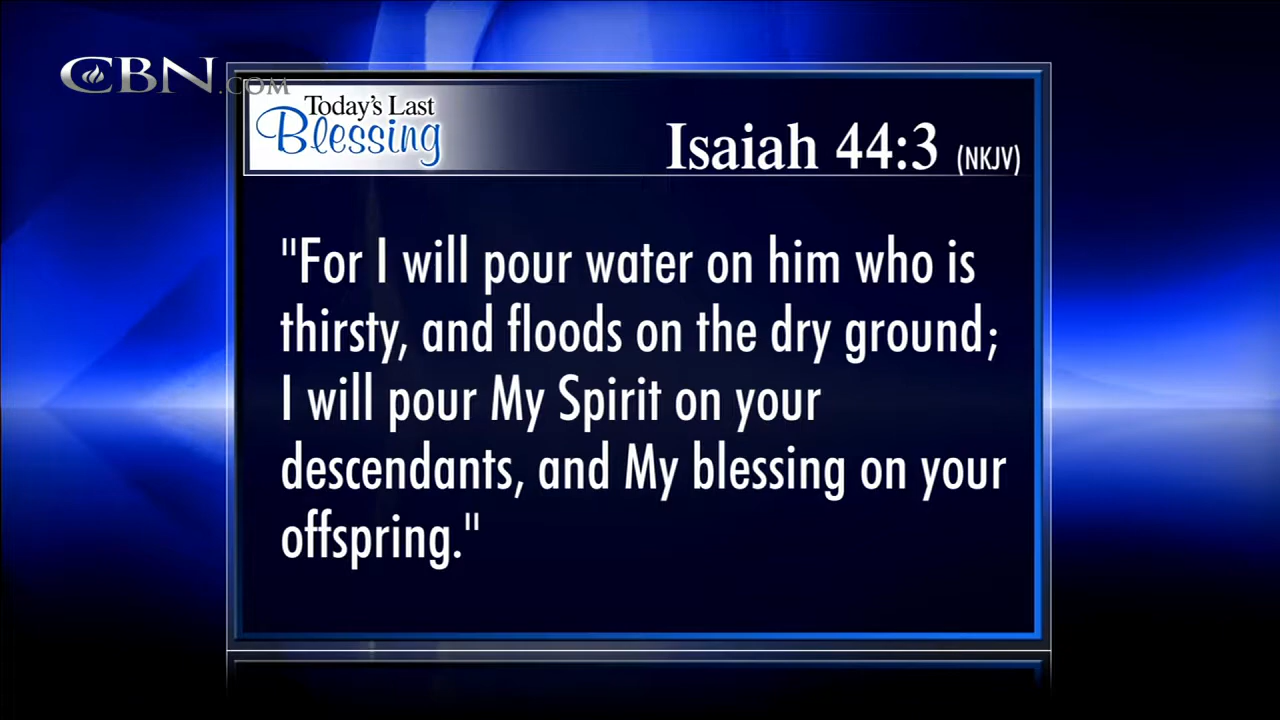 CBN.COM
Today's Last
Blessing
Isaiah 44:3 (NKJV)
"For I will pour water on him who is
thirsty, and floods on the dry ground;
I will pour My Spirit on your
descendants, and My blessing on your
offspring."